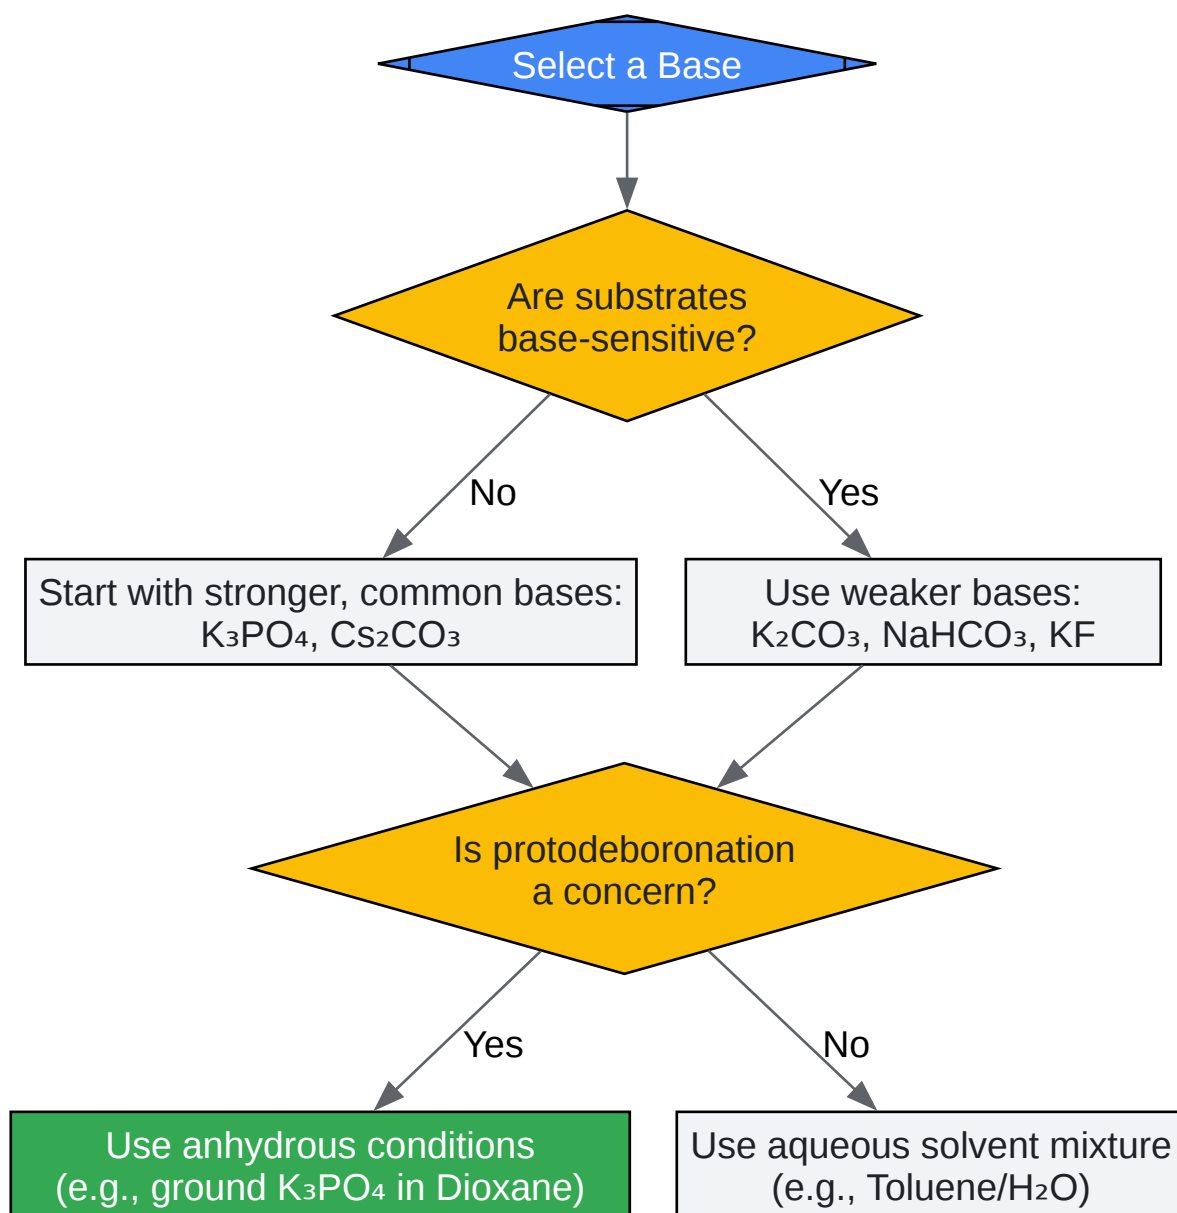 Select a Base
Are substrates
base-sensitive?
No
Yes
Start with stronger, common bases:
K₃PO₄, Cs₂CO₃
Use weaker bases:
K₂CO₃, NaHCO₃, KF
Is protodeboronation
a concern?
Yes
No
Use anhydrous conditions
(e.g., ground K₃PO₄ in Dioxane)
Use aqueous solvent mixture
(e.g., Toluene/H₂O)